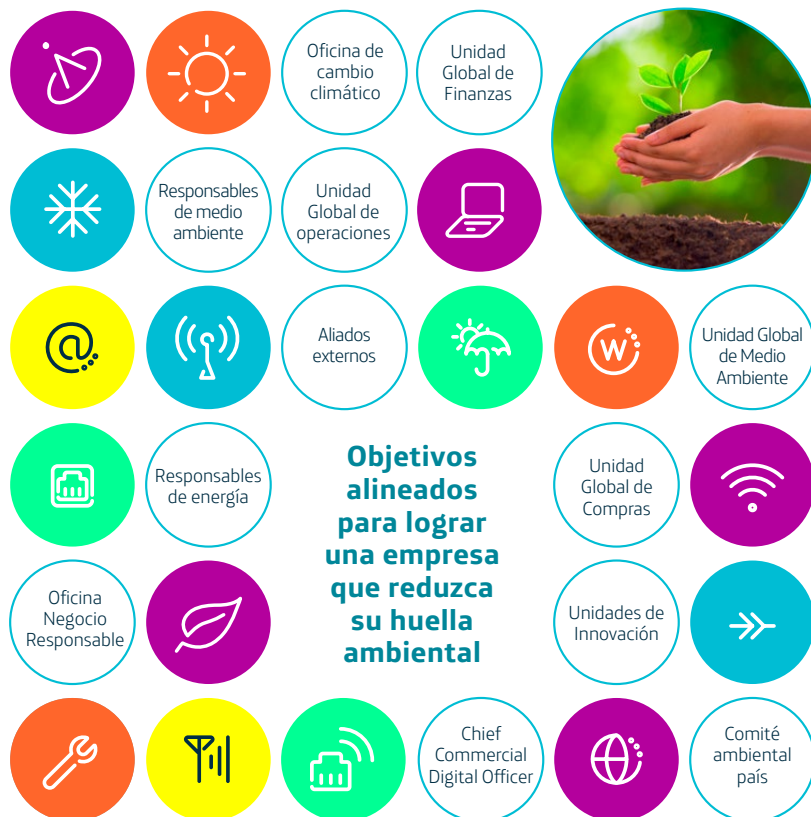 Oficina de
cambio
climático
Unidad
Global de
Finanzas
Responsables
de medio
ambiente
Unidad
Global de
operaciones
@
Aliados
externos
W
Unidad Global
de Medio
Ambiente
Responsables
de energía
Objetivos
alineados
para lograr
una empresa
que reduzca
su huella
ambiental
Unidad
Global de
Compras
Oficina
Negocio
Responsable
Unidades de
Innovación
Chief
Commercial
Digital Officer
Comité
ambiental
país